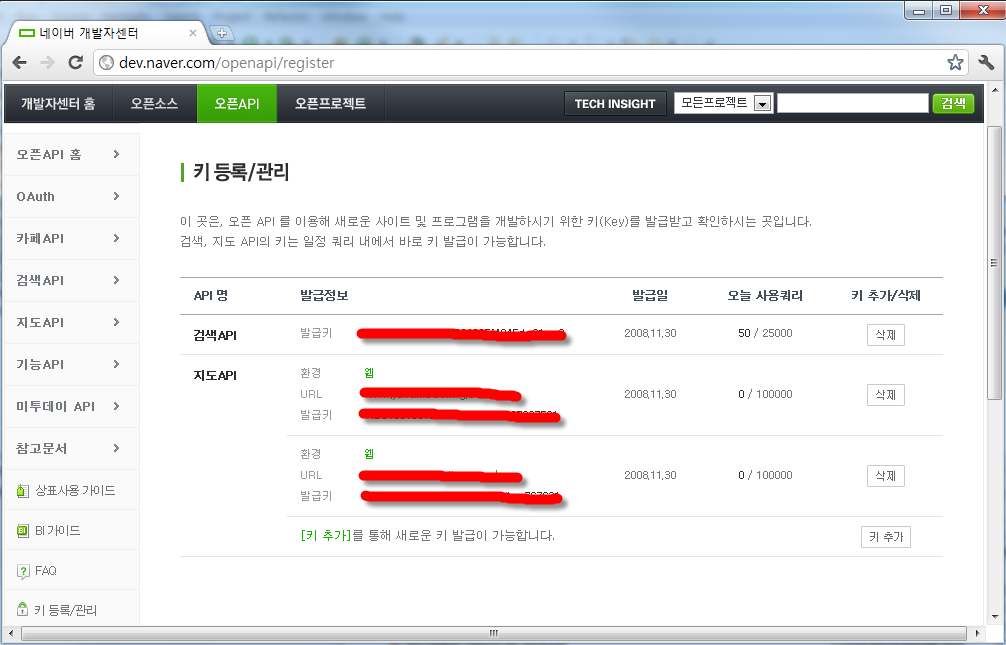 네이버 개발자센터
dev.naver.com/openapi/register
개발자센터 홈 오픈소스 오픈API 오픈프로젝트 TECH INSIGHT 모든프로젝트 검색
오픈API 홈
OAuth
카페API
검색API
지도API
기능API
미투데이 API
참고문서
상표사용 가이드
BI 가이드
FAQ
키 등록/관리
키 등록/관리
이 곳은, 오픈 API 를 이용해 새로운 사이트 및 프로그램을 개발하시기 위한 키(Key)를 발급받고 확인하시는 곳입니다.
검색, 지도 API의 키는 일정 쿼리 내에서 바로 키 발급이 가능합니다.
API 명 발급정보 발급일 오늘 사용쿼리 키 추가/삭제
검색API 발급키 2008.11.30 50 / 25000 삭제
지도API 환경 웹
URL 2008.11.30 0 / 100000 삭제
발급키
환경 웹
URL 2008.11.30 0 / 100000 삭제
발급키
[키 추가]를 통해 새로운 키 발급이 가능합니다. 키 추가